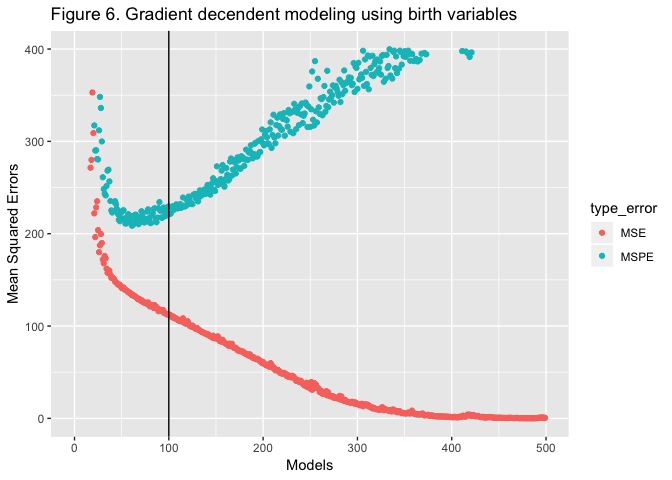 Figure 6. Gradient decendent modeling using birth variables
400
300
200
100
0
Mean Squared Errors
0 100 200 300 400 500
Models
type_error
MSE
MSPE